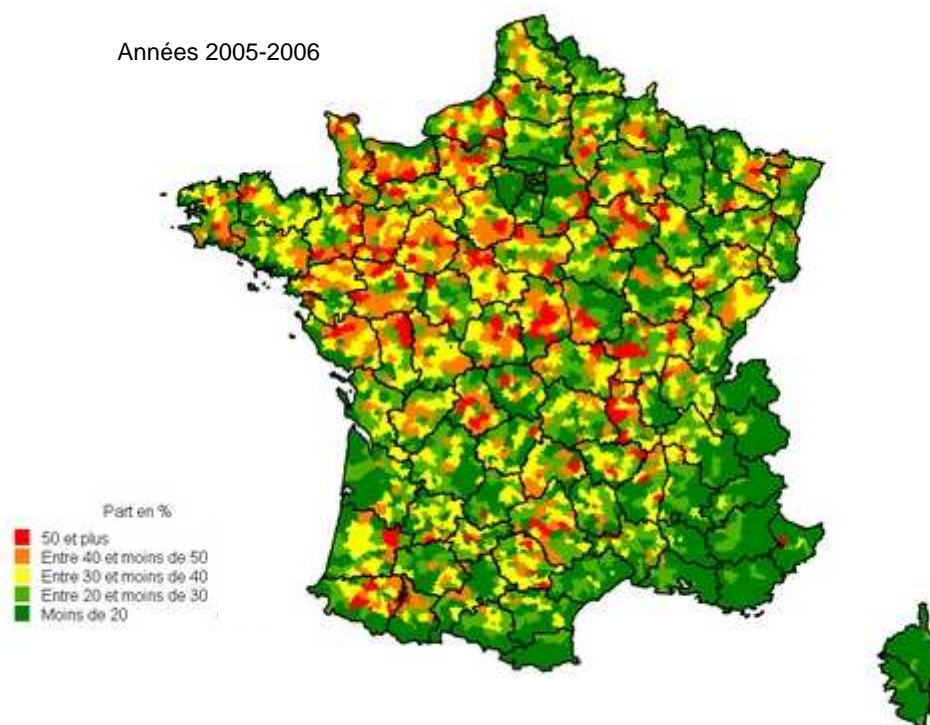 Années 2005-2006
Part en %
50 et plus
Entre 40 et moins de 50
Entre 30 et moins de 40
Entre 20 et moins de 30
Moins de 20